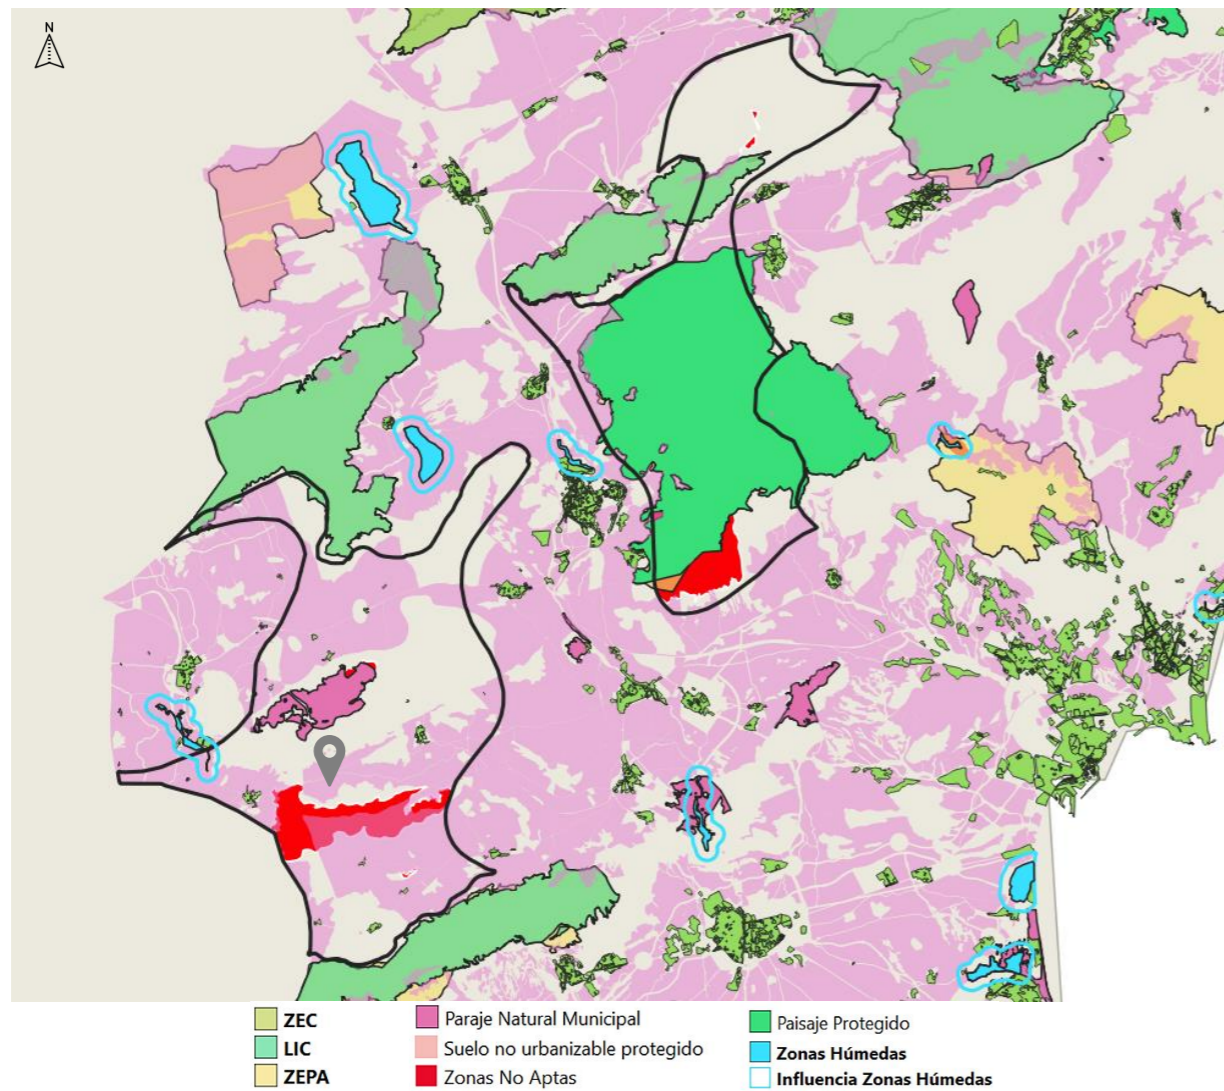 N
ZEC
LIC
ZEPA
Paraje Natural Municipal
Suelo no urbanizable protegido
Zonas No Aptas
Paisaje Protegido
Zonas Húmedas
Influencia Zonas Húmedas